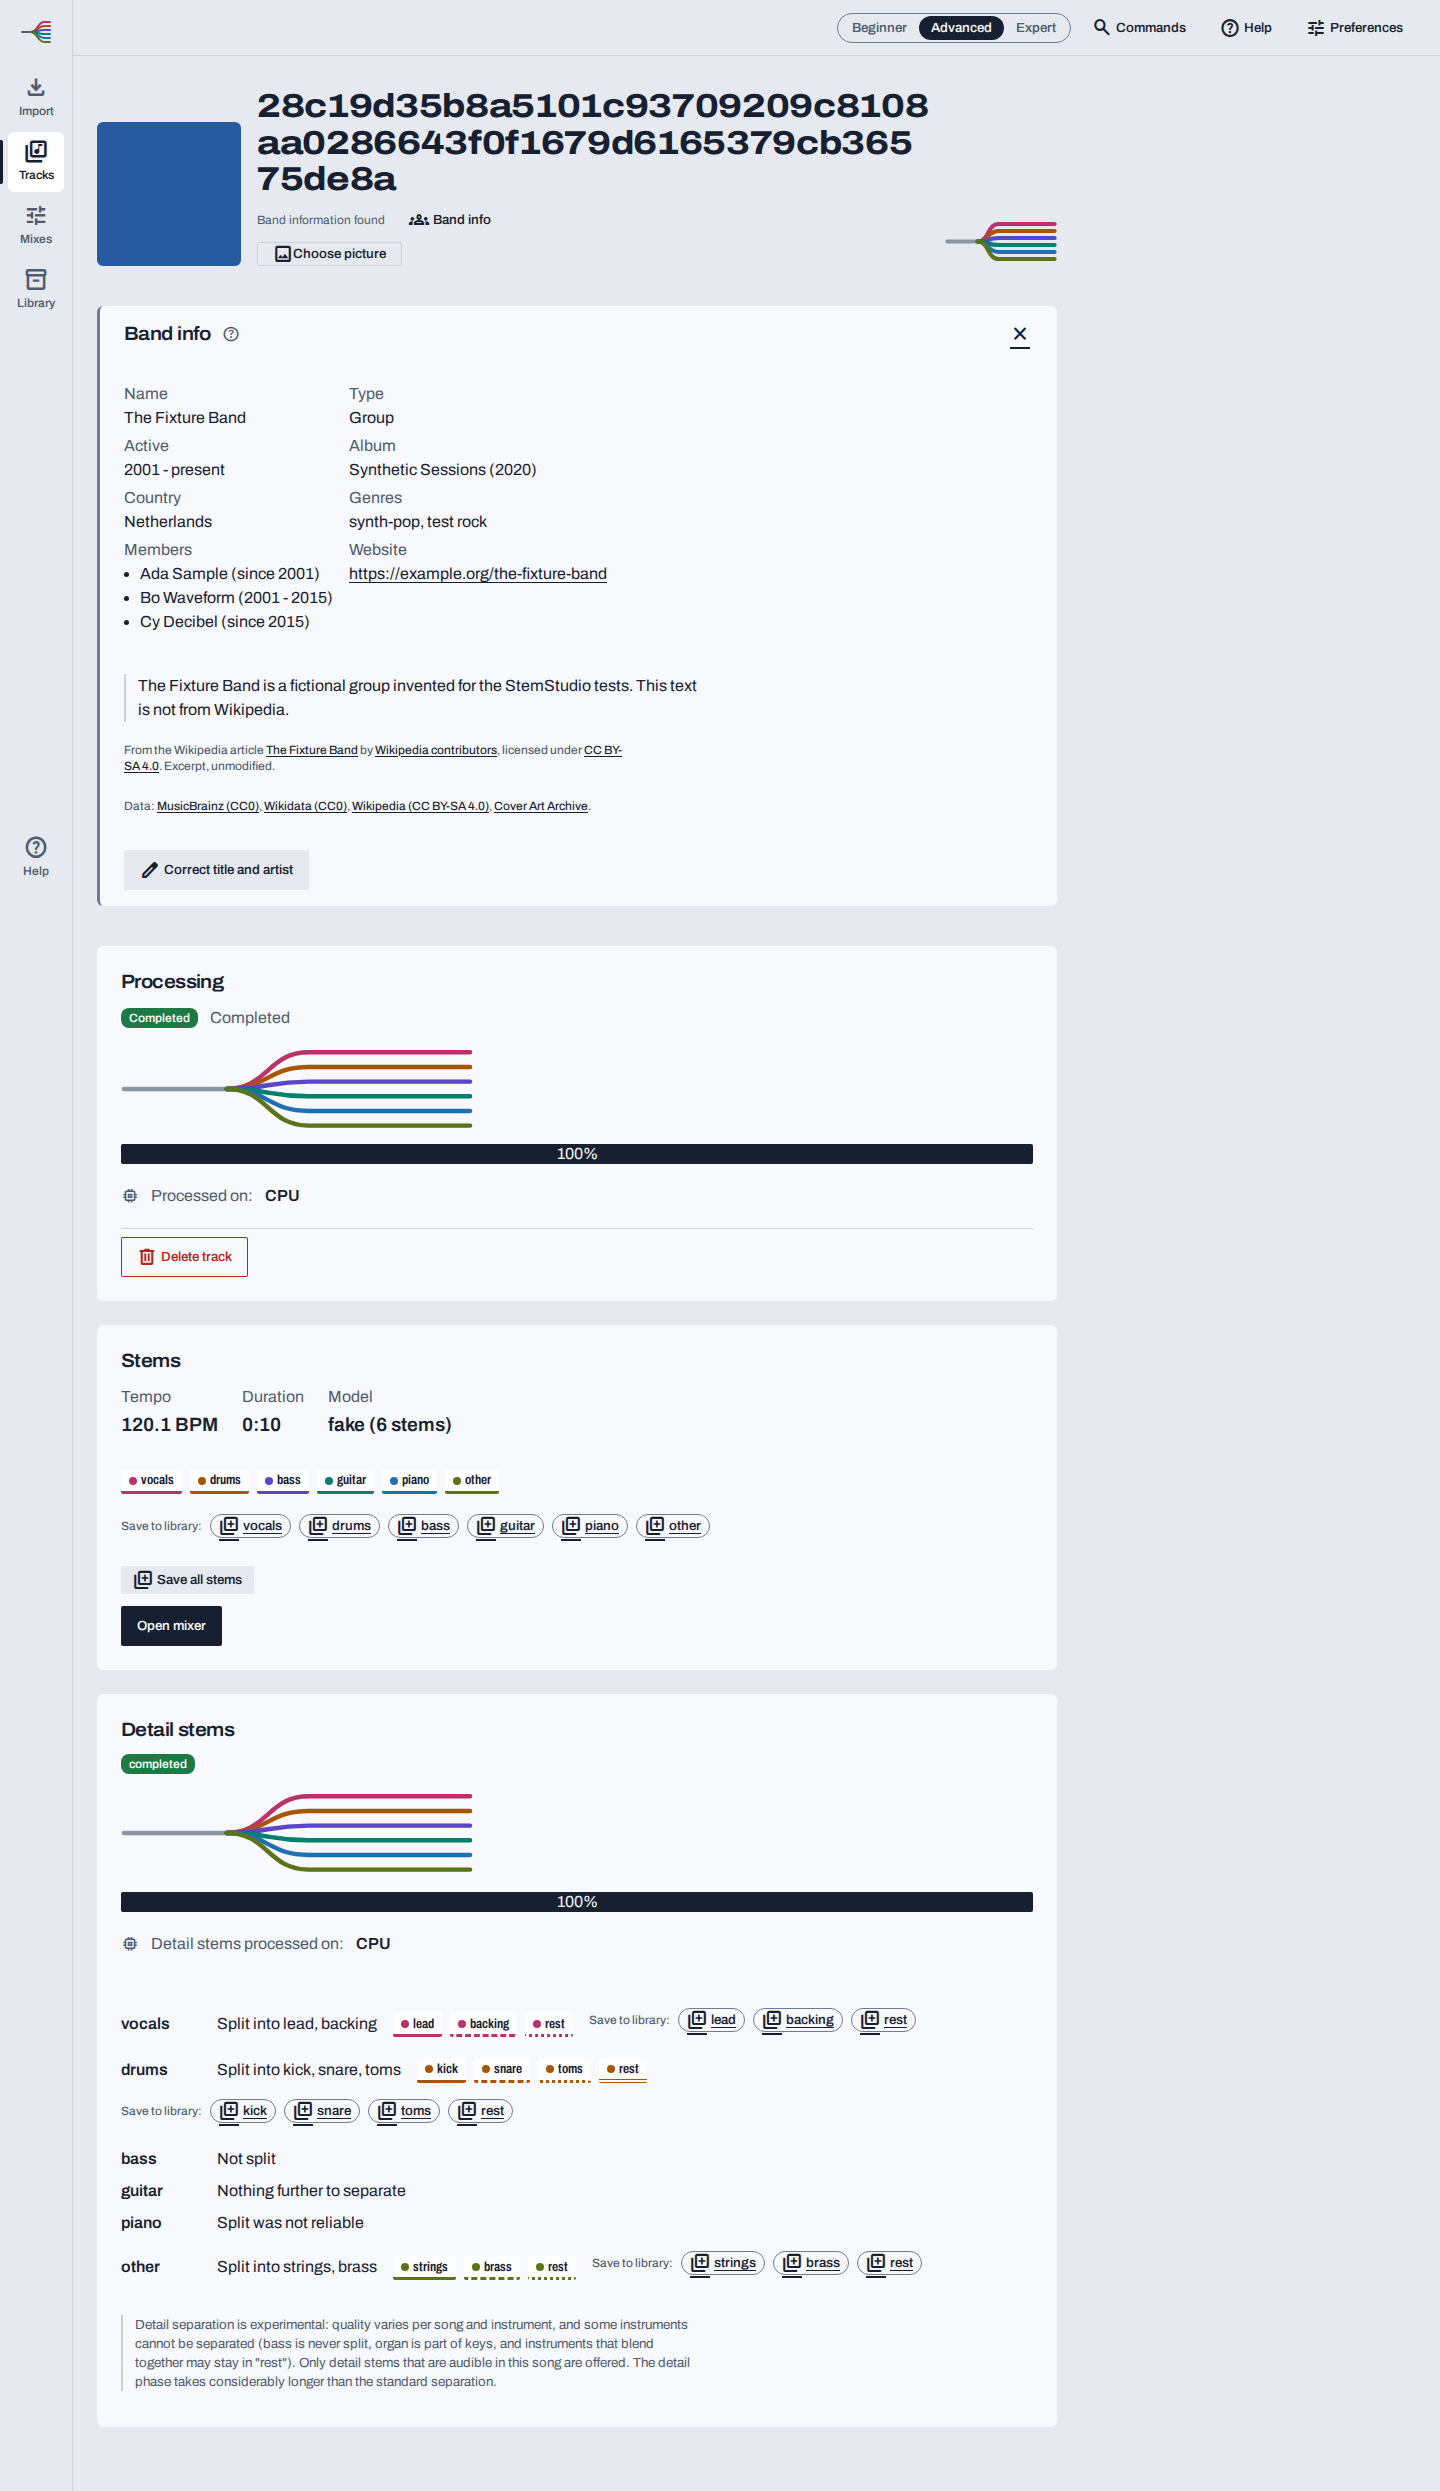 Beginner Advanced Expert Commands Help Preferences
Import
Tracks
Mixes
Library
Help
28c19d35b8a5101c93709209c8108
aa0286643f0f1679d6165379cb365
75de8a
Band information found Band info
Choose picture
Band info
Name Type
The Fixture Band Group
Active Album
2001 - present Synthetic Sessions (2020)
Country Genres
Netherlands synth-pop, test rock
Members Website
• Ada Sample (since 2001) https://example.org/the-fixture-band
• Bo Waveform (2001 - 2015)
• Cy Decibel (since 2015)
The Fixture Band is a fictional group invented for the StemStudio tests. This text
is not from Wikipedia.
From the Wikipedia article The Fixture Band by Wikipedia contributors, licensed under CC BY-
SA 4.0. Excerpt, unmodified.
Data: MusicBrainz (CC0), Wikidata (CC0), Wikipedia (CC BY-SA 4.0), Cover Art Archive.
Correct title and artist
Processing
Completed Completed
100%
Processed on: CPU
Delete track
Stems
Tempo Duration Model
120.1 BPM 0:10 fake (6 stems)
vocals drums bass guitar piano other
Save to library: vocals drums bass guitar piano other
Save all stems
Open mixer
Detail stems
completed
100%
Detail stems processed on: CPU
vocals Split into lead, backing lead backing rest Save to library: lead backing rest
drums Split into kick, snare, toms kick snare toms rest
Save to library: kick snare toms rest
bass Not split
guitar Nothing further to separate
piano Split was not reliable
other Split into strings, brass strings brass rest Save to library: strings brass rest
Detail separation is experimental: quality varies per song and instrument, and some instruments
cannot be separated (bass is never split, organ is part of keys, and instruments that blend
together may stay in "rest"). Only detail stems that are audible in this song are offered. The detail
phase takes considerably longer than the standard separation.